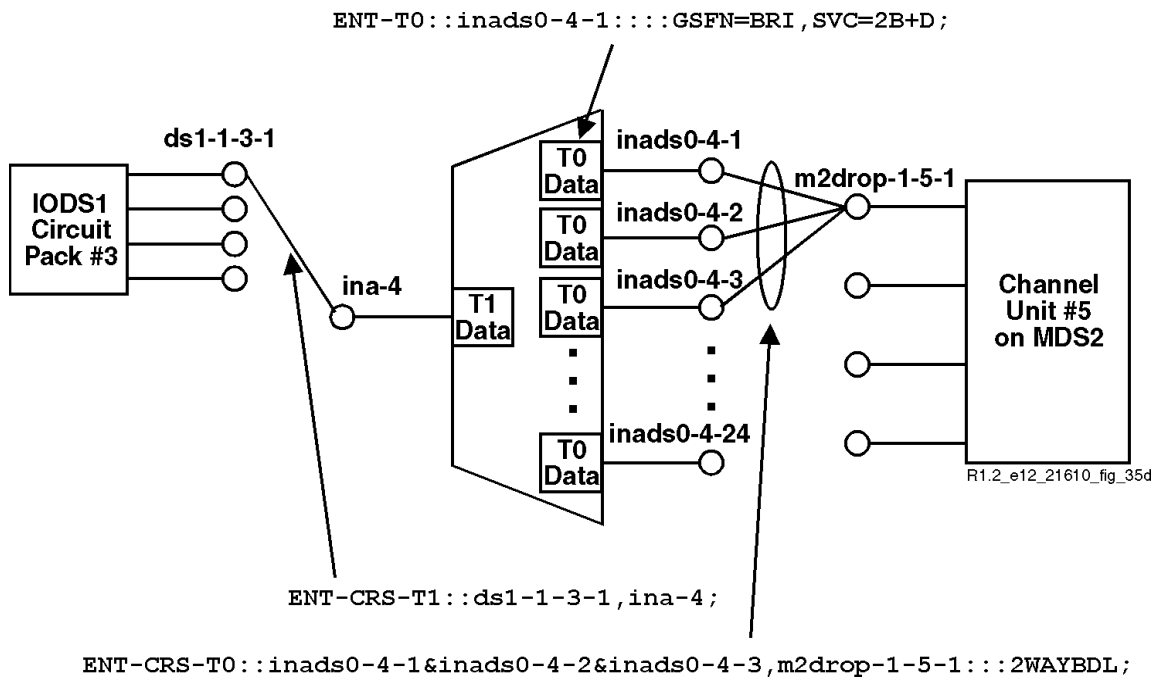 ENT-T0::inads0-4-1::::GSFN=BRI,SVC=2B+D;
ds1-1-3-1
IODS1
Circuit
Pack #3
ina-4
T1
Data
T0
Data
T0
Data
T0
Data
T0
Data
inads0-4-1
inads0-4-2
inads0-4-3
inads0-4-24
m2drop-1-5-1
Channel
Unit #5
on MDS2
R1.2_e12_21610_fig_35d
ENT-CRS-T1::ds1-1-3-1,ina-4;
ENT-CRS-T0::inads0-4-1&inads0-4-2&inads0-4-3,m2drop-1-5-1:::2WAYBDL;